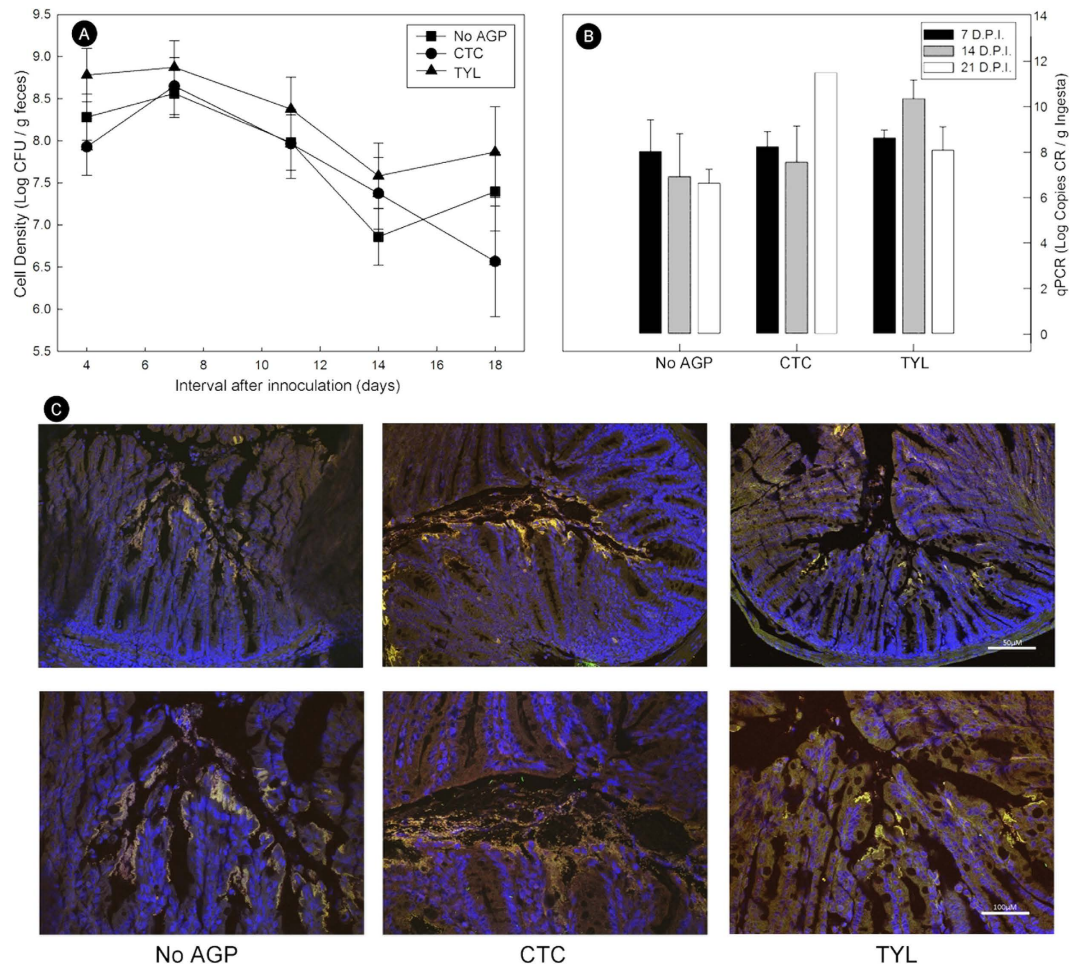 A
9.5
9.0
8.5
8.0
7.5
7.0
6.5
6.0
5.5
Cell Density (Log CFU / g feces)
No AGP
CTC
TYL
4
6
8
10
12
14
16
18
Interval after innoculation (days)
B
7 D.P.I.
14 D.P.I.
21 D.P.I.
14
12
10
8
6
4
2
0
qPCR (Log Copies CR / g Ingesta)
No AGP
CTC
TYL
C
50µM
100µM
No AGP
CTC
TYL